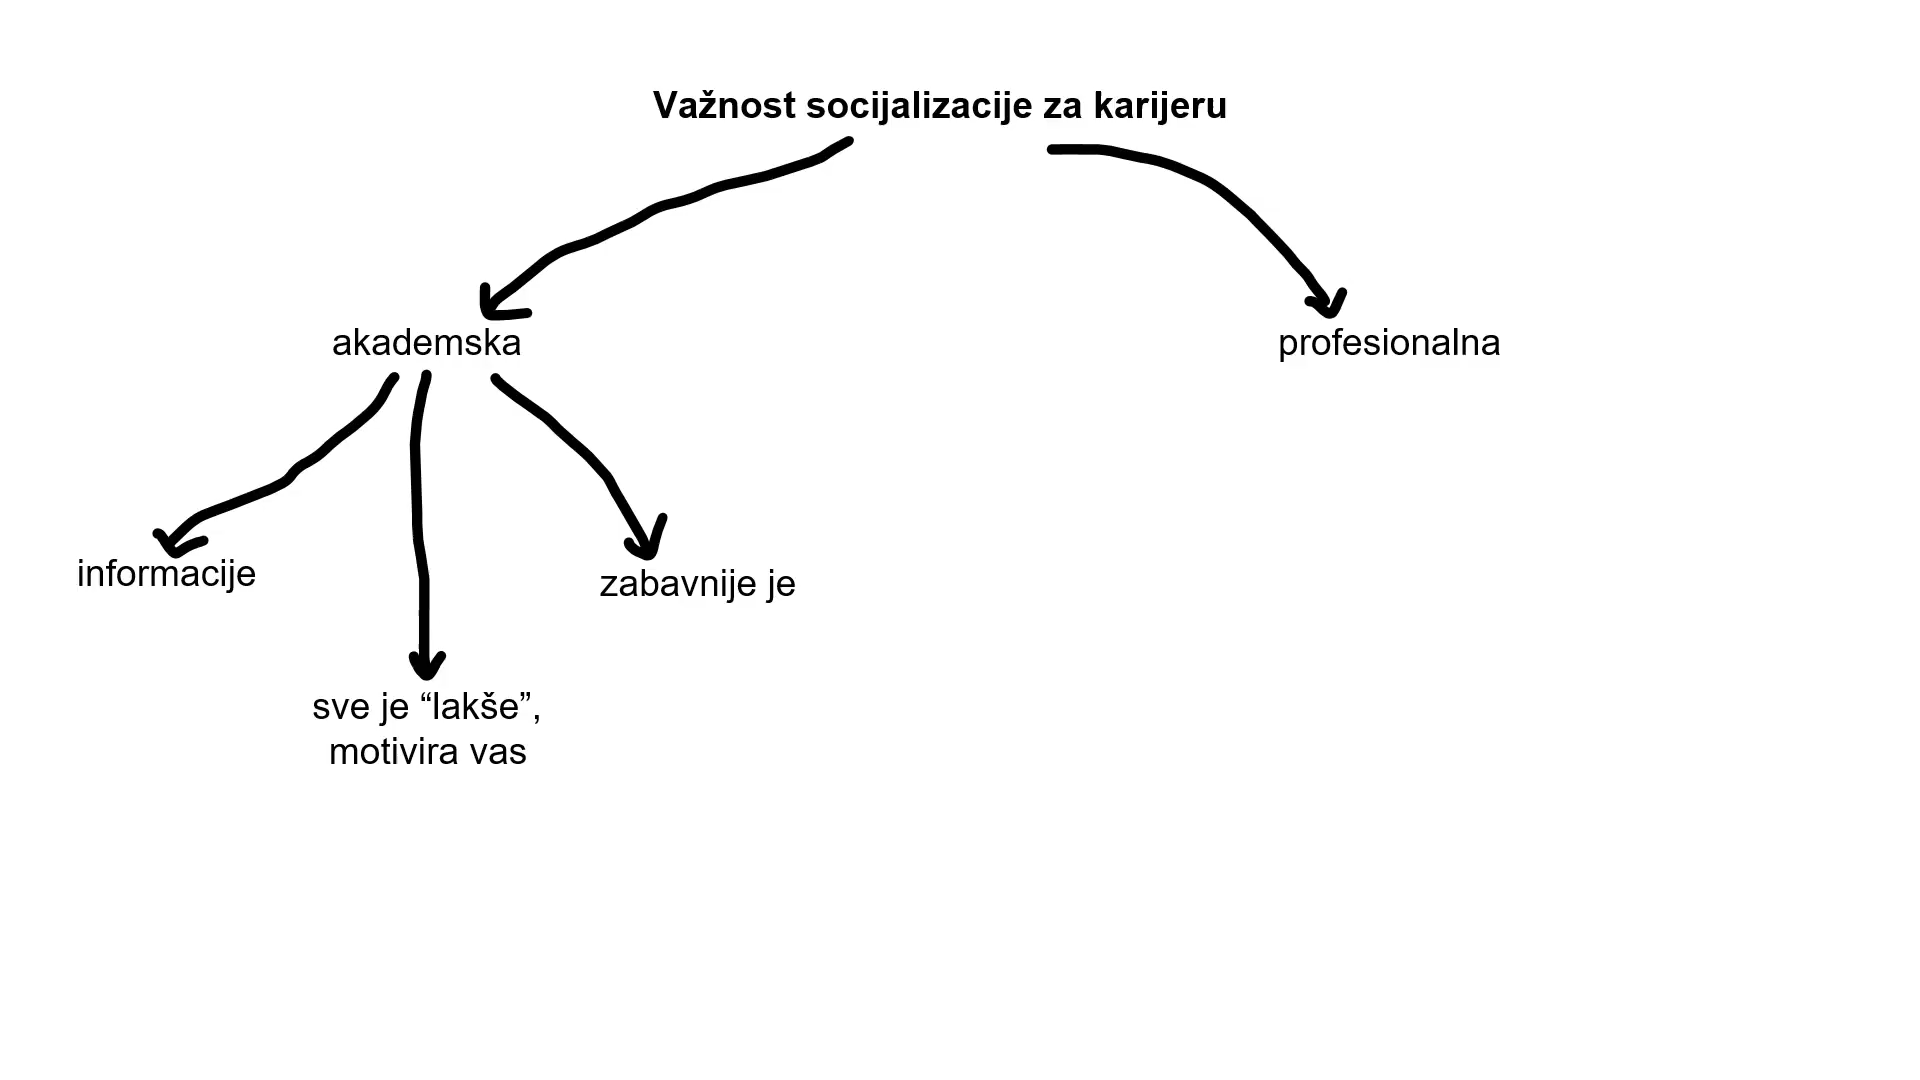 Važnost socijalizacije za karijeru
akademska
profesionalna
informacije
zabavnije je
sve je “lakše”,
motivira vas